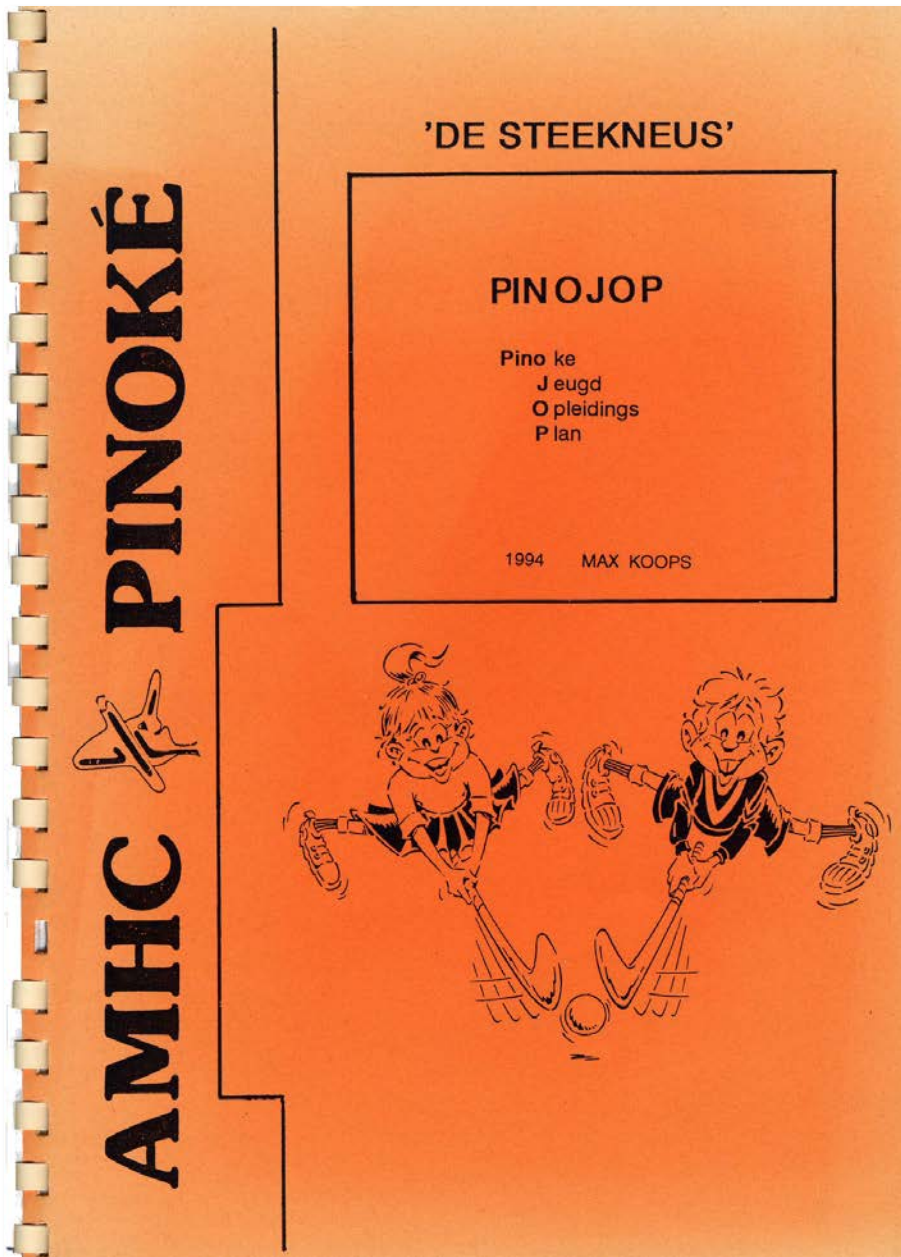 'DE STEEKNEUS'
PINOJOP
Pino ke
J eugd
O pleidings
P lan
1994 MAX KOOPS
AMHC PINOKÉ